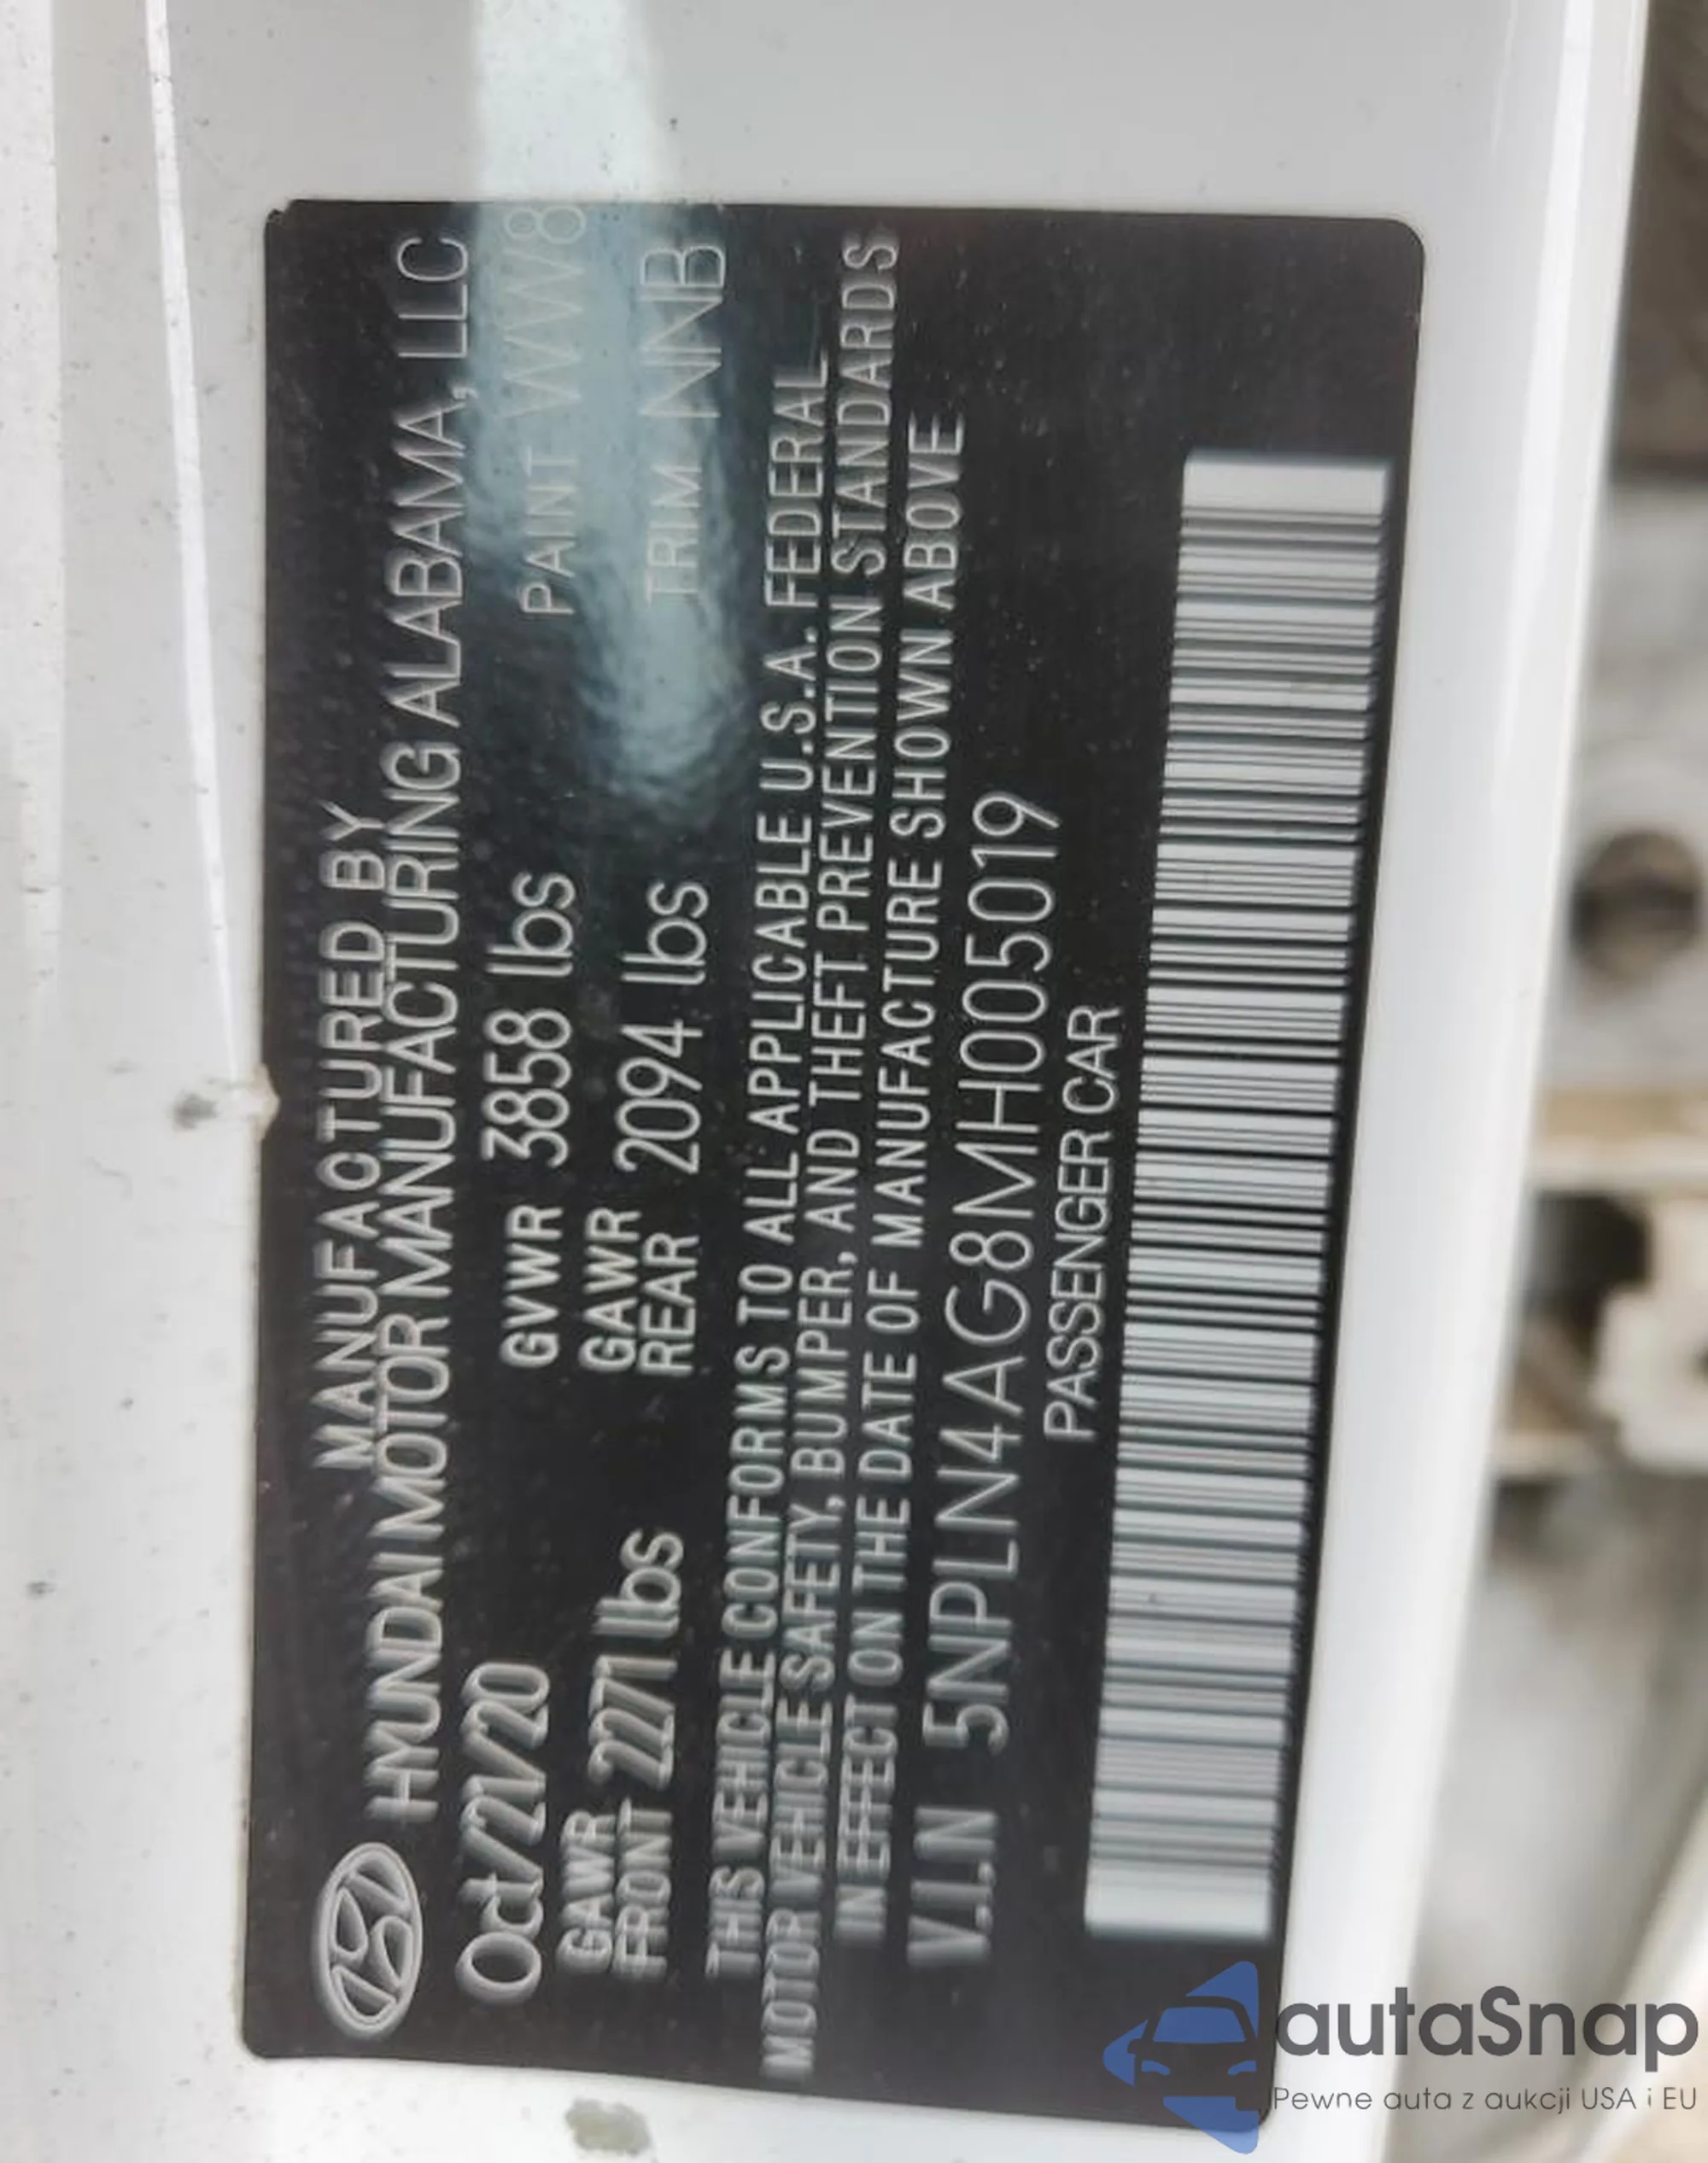 MANUFACTURED BY
HYUNDAI MOTOR MANUFACTURING ALABAMA, LLC
Oct/21/20 GVWR 3858 lbs PAINT WW8
GAWR FRONT 2271 lbs GAWR REAR 2094 lbs TRIM NNB
THIS VEHICLE CONFORMS TO ALL APPLICABLE U.S.A. FEDERAL
MOTOR VEHICLE SAFETY, BUMPER, AND THEFT PREVENTION STANDARDS
IN EFFECT ON THE DATE OF MANUFACTURE SHOWN ABOVE
V.I.N 5NPLN4AG8MH005019
PASSENGER CAR
autaSnap
Pewne auta z aukcji USA i EU